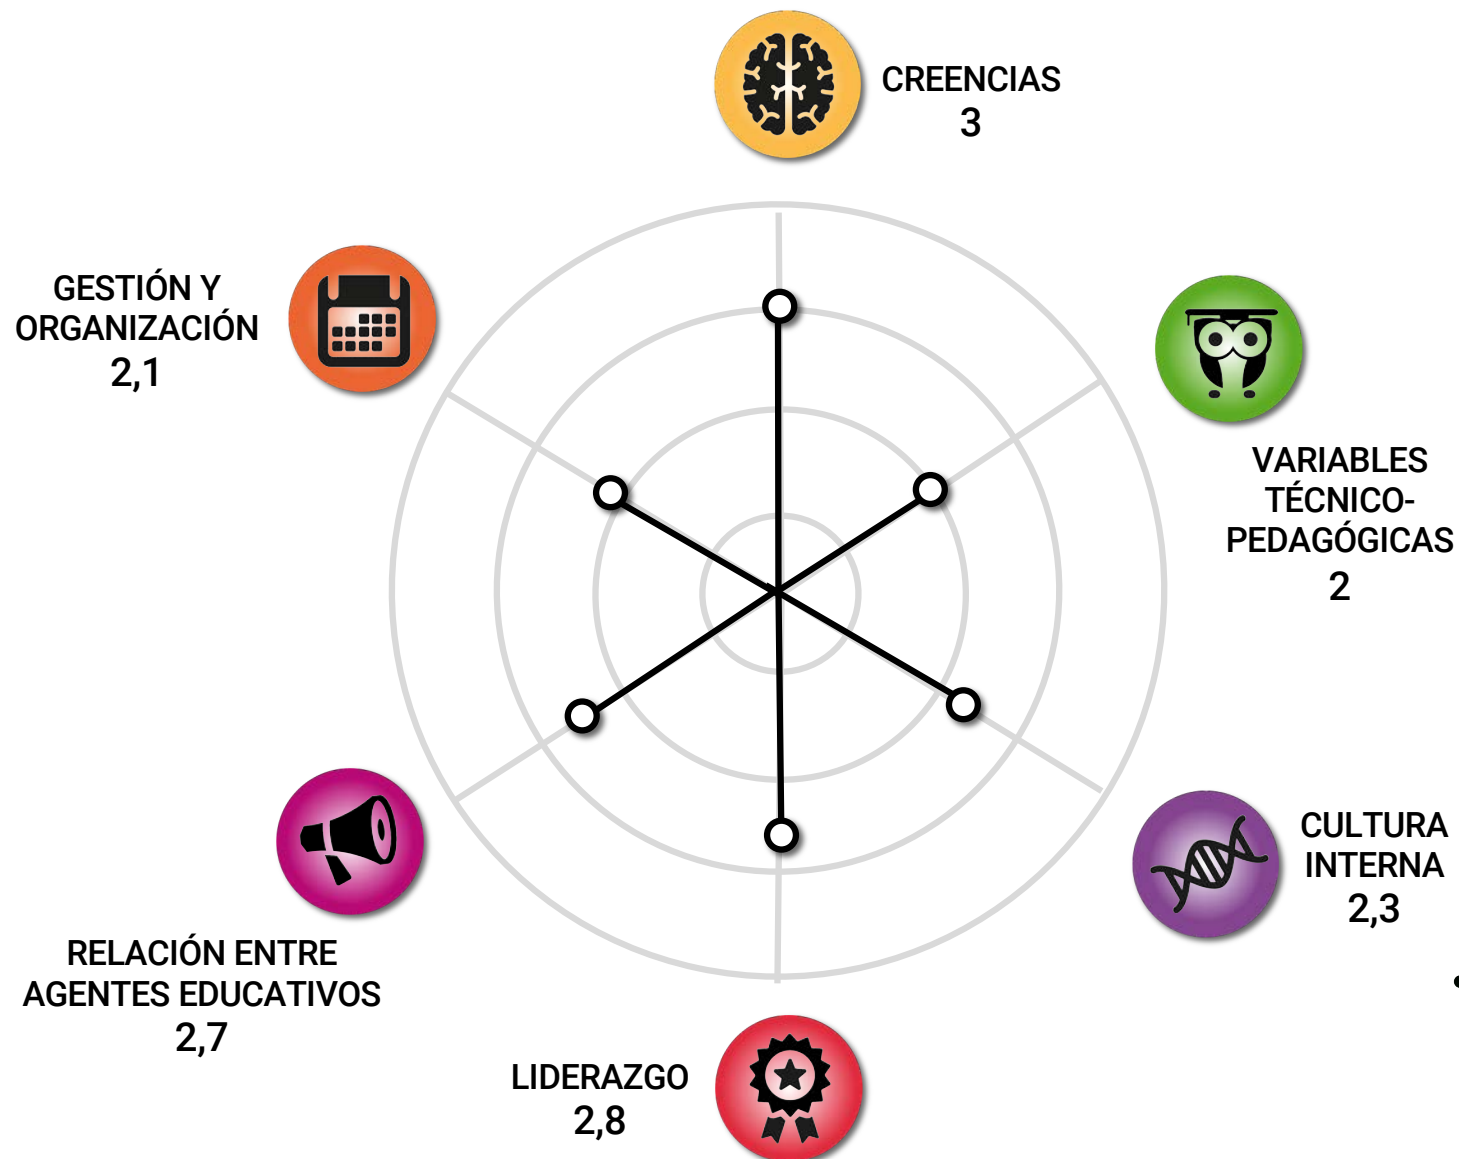 CREENCIAS
3
GESTIÓN Y
ORGANIZACIÓN
2,1
VARIABLES
TÉCNICO-
PEDAGÓGICAS
2
CULTURA
INTERNA
2,3
RELACIÓN ENTRE
AGENTES EDUCATIVOS
2,7
LIDERAZGO
2,8